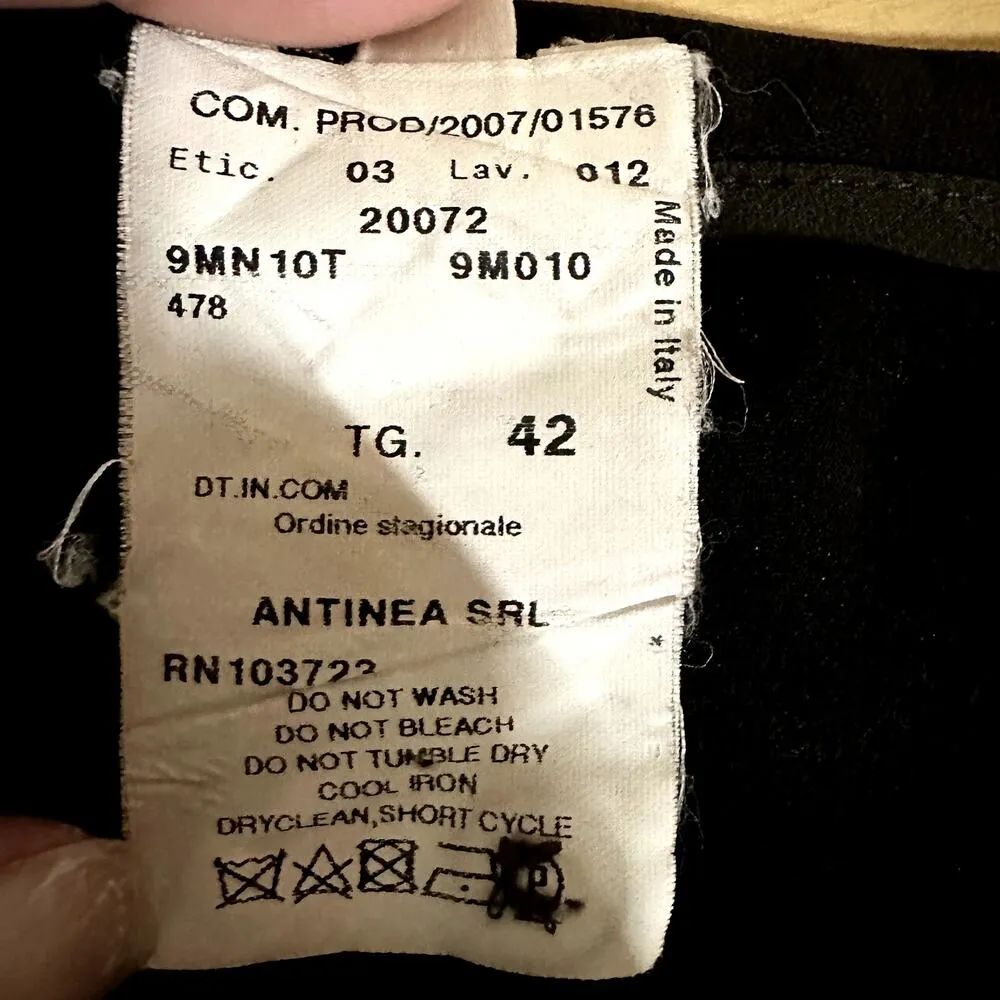 COM. PROD/2007/01576
Etic. 03 Lav. 012
20072
9MN10T 9M010
478
Made in Italy
TG. 42
DT.IN.COM
Ordine stagionale
ANTINEA SRL
*
RN103723
DO NOT WASH
DO NOT BLEACH
DO NOT TUMBLE DRY
COOL IRON
DRYCLEAN,SHORT CYCLE
P